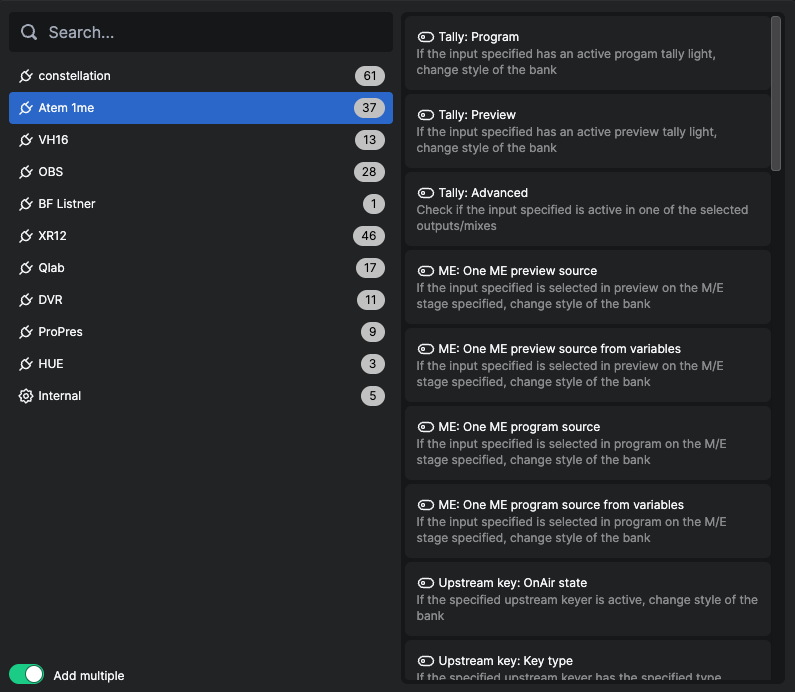 Search...
constellation 61
Atem 1me 37
VH16 13
OBS 28
BF Listner 1
XR12 46
Qlab 17
DVR 11
ProPres 9
HUE 3
Internal 5
Add multiple
Tally: Program
If the input specified has an active progam tally light,
change style of the bank
Tally: Preview
If the input specified has an active preview tally light,
change style of the bank
Tally: Advanced
Check if the input specified is active in one of the selected
outputs/mixes
ME: One ME preview source
If the input specified is selected in preview on the M/E
stage specified, change style of the bank
ME: One ME preview source from variables
If the input specified is selected in preview on the M/E
stage specified, change style of the bank
ME: One ME program source
If the input specified is selected in program on the M/E
stage specified, change style of the bank
ME: One ME program source from variables
If the input specified is selected in program on the M/E
stage specified, change style of the bank
Upstream key: OnAir state
If the specified upstream keyer is active, change style of the
bank
Upstream key: Key type
If the specified upstream keyer has the specified type,